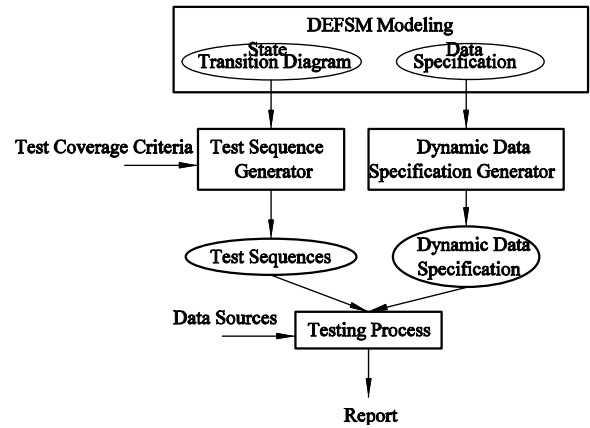 DEFSM Modeling
State
Transition Diagram
Data
Specification
Test Coverage Criteria
Test Sequence
Generator
Dynamic Data
Specification Generator
Test Sequences
Dynamic Data
Specification
Data Sources
Testing Process
Report